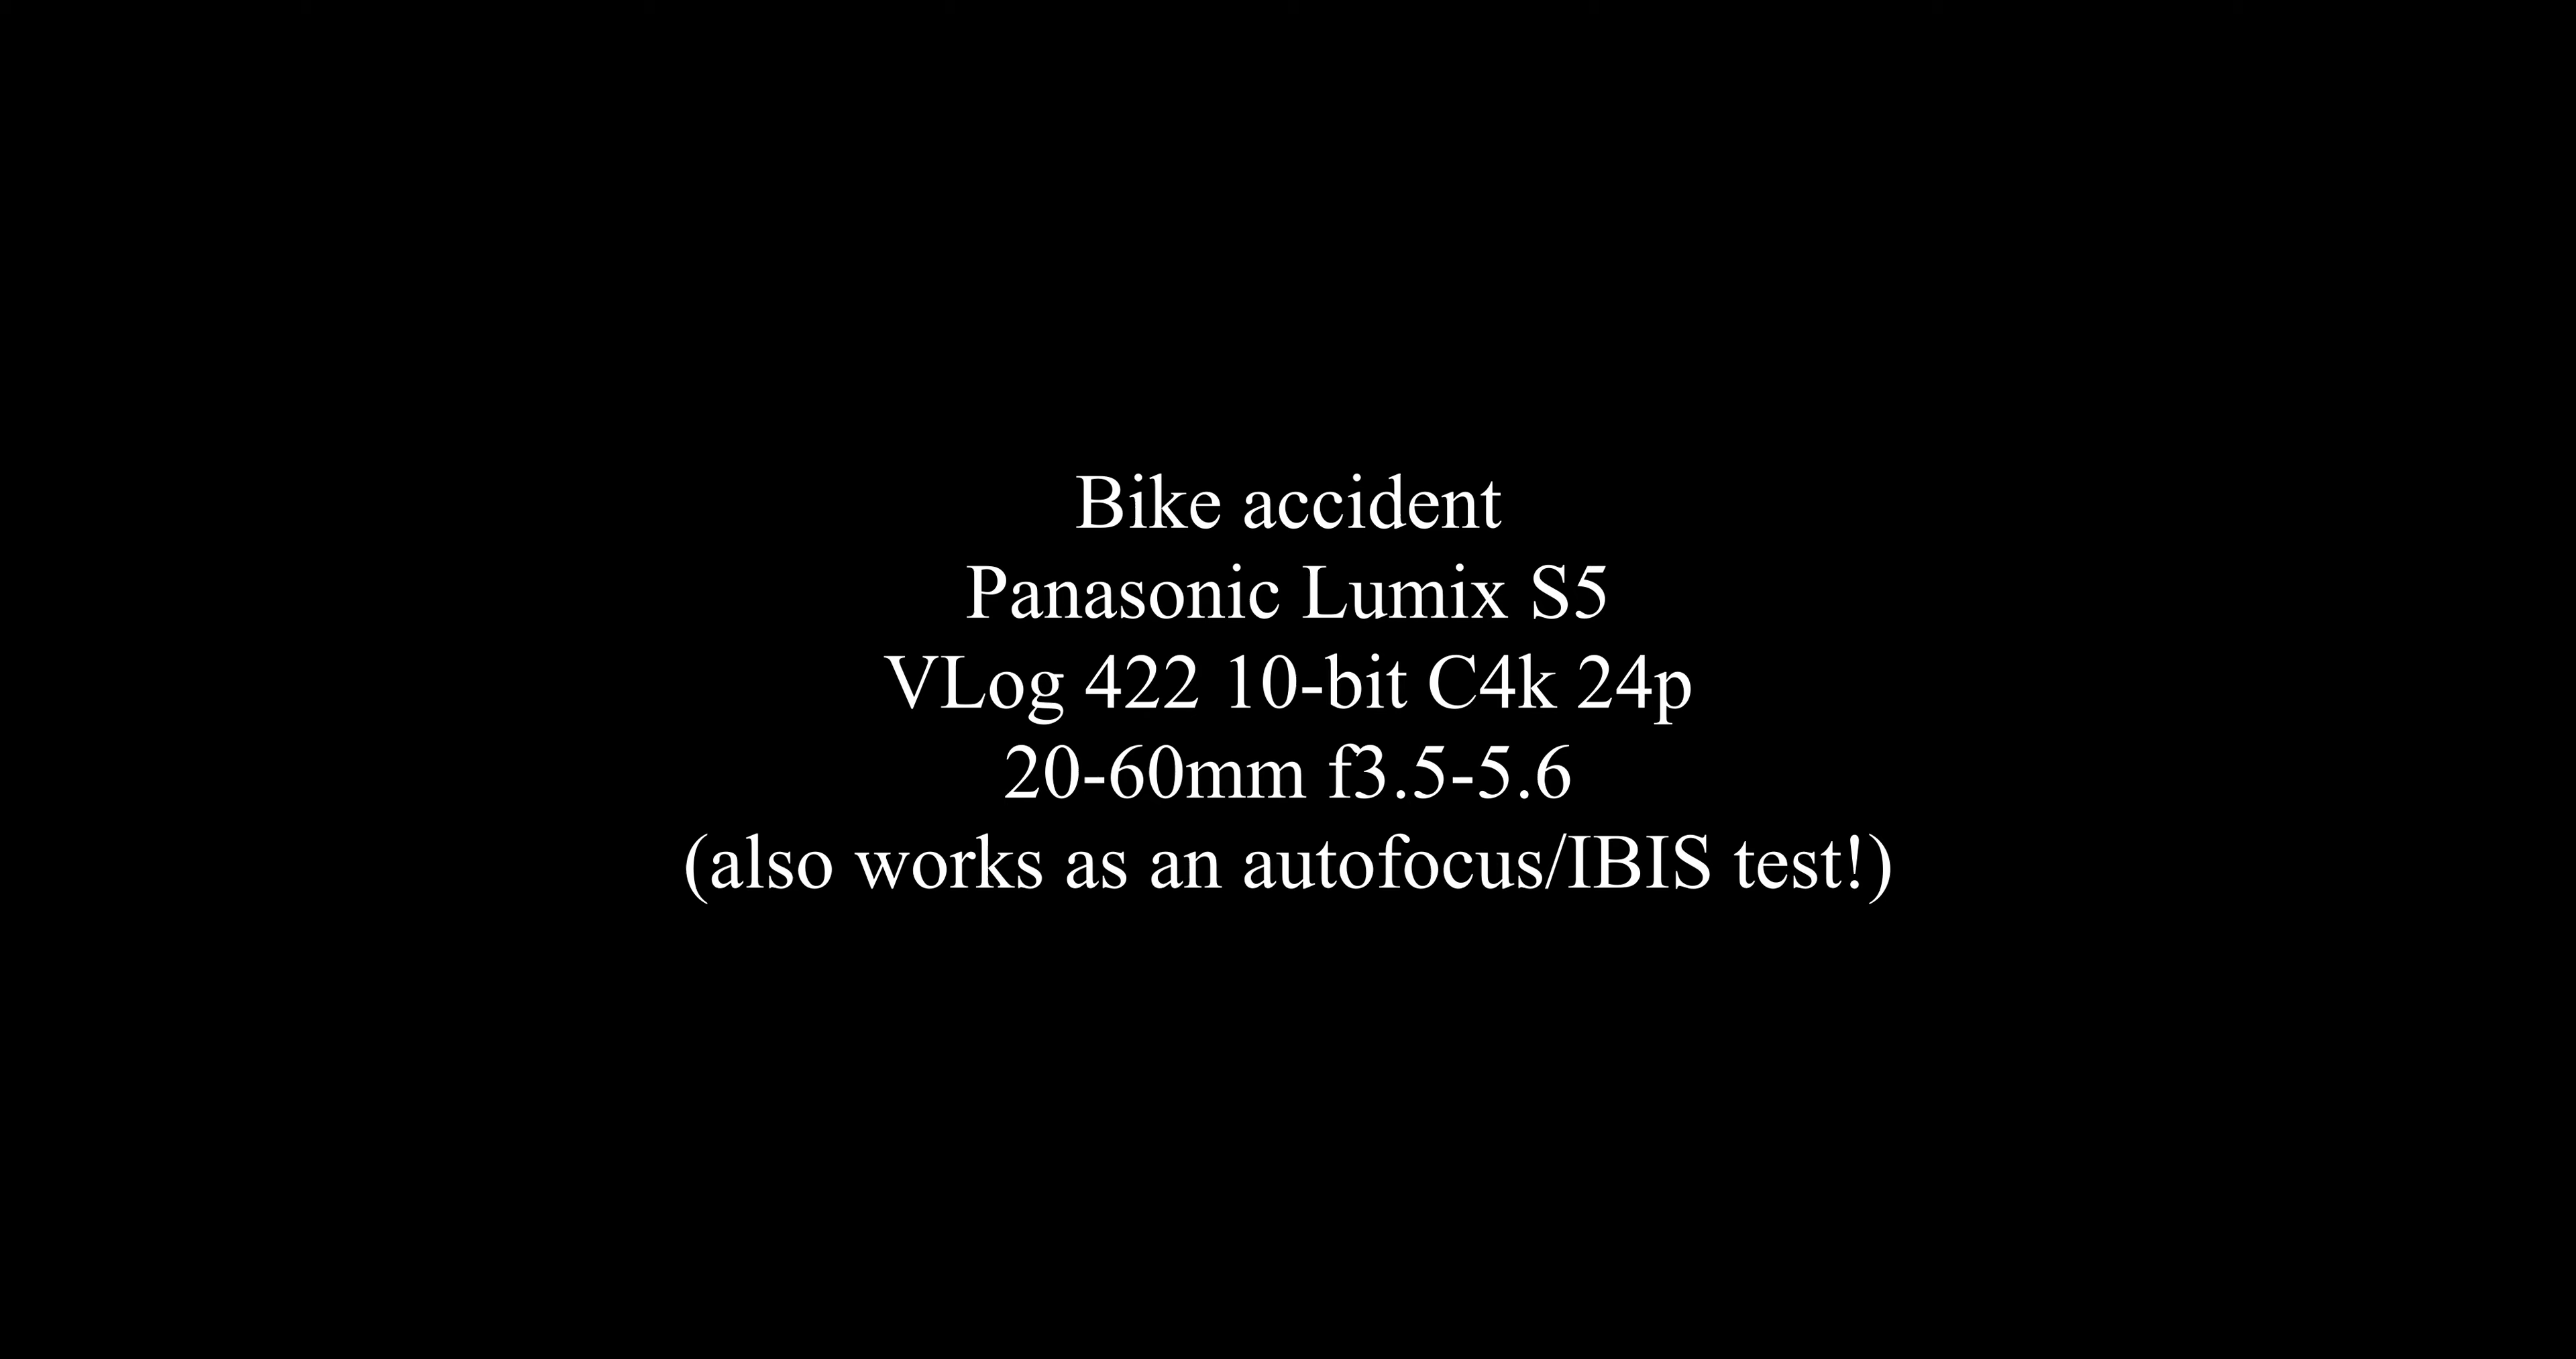 Bike accident
Panasonic Lumix S5
VLog 422 10-bit C4k 24p
20-60mm f3.5-5.6
(also works as an autofocus/IBIS test!)